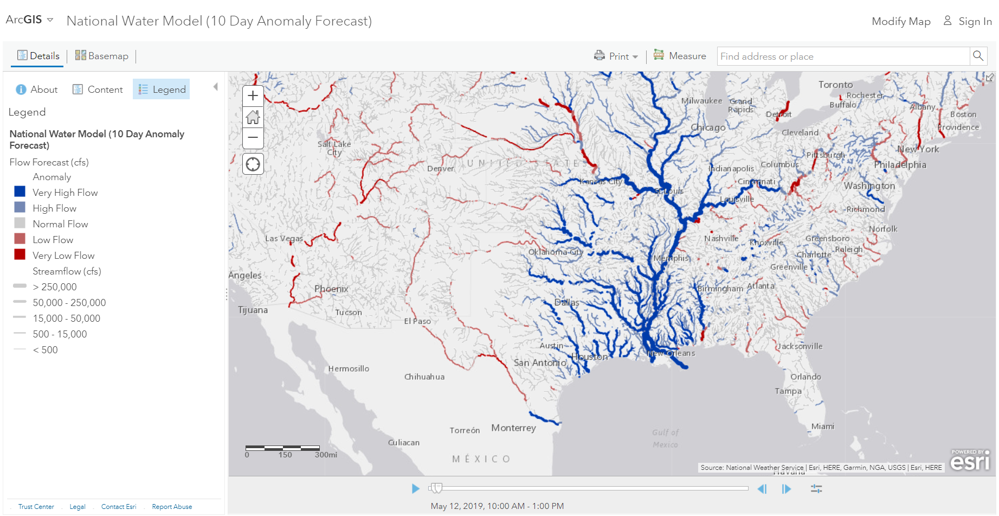 ArcGIS
National Water Model (10 Day Anomaly Forecast)
Modify Map
Sign In
Details
Basemap
Print
Measure
Find address or place
About
Content
Legend
Legend
National Water Model (10 Day Anomaly
Forecast)
Flow Forecast (cfs)
Anomaly
Very High Flow
High Flow
Normal Flow
Low Flow
Very Low Flow
Streamflow (cfs)
> 250,000
50,000 - 250,000
15,000 - 50,000
500 - 15,000
< 500
Trust Center
Legal
Contact Esri
Report Abuse
Toronto
Rochester
Buffalo
Milwaukee
Grand
Rapids
Detroit
Albany
Boston
Providence
Chicago
Cleveland
Salt Lake
City
New York
Pittsburgh
Philadelphia
Denver
UNITED STATES
Columbus
Indianapolis
Kansas City
Cincinnati
Washington
St Louis
Louisville
Richmond
Norfolk
Las Vegas
Nashville
Knoxville
Greensboro
Raleigh
Charlotte
Oklahoma City
Memphis
Greenville
Angeles
Phoenix
Birmingham
Atlanta
Dallas
Tijuana
Tucson
El Paso
Austin
Jacksonville
San Antonio
Houston
New Orleans
Hermosillo
Chihuahua
Orlando
Tampa
Miami
Torreón
Monterrey
Culiacan
Gulf of
Mexico
MÉXICO
Havana
0 150 300mi
Source: National Weather Service | Esri, HERE, Garmin, NGA, USGS | Esri, HERE
POWERED BY
esri
May 12, 2019, 10:00 AM - 1:00 PM